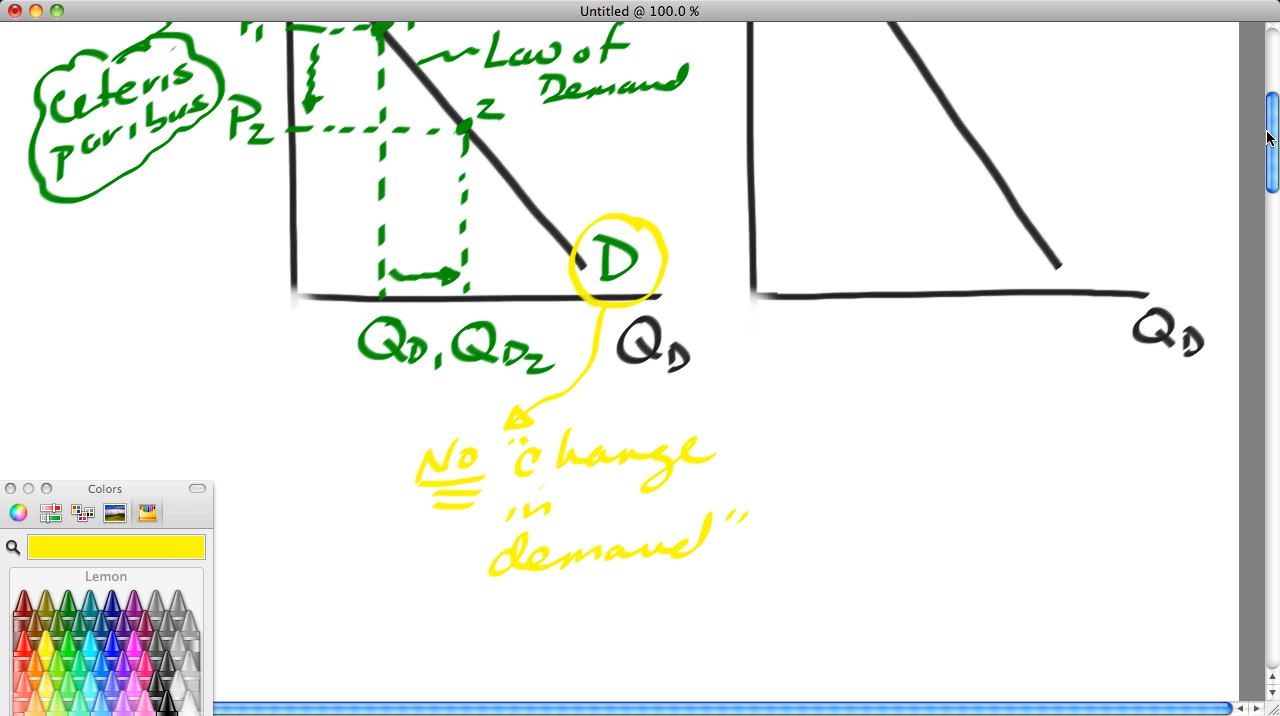 Untitled @ 100.0 %
P1
Law of
Demand
Ceteris
paribus
P2
2
D
QD1 QD2
QD
QD
No "change
in
demand"
Colors
Lemon